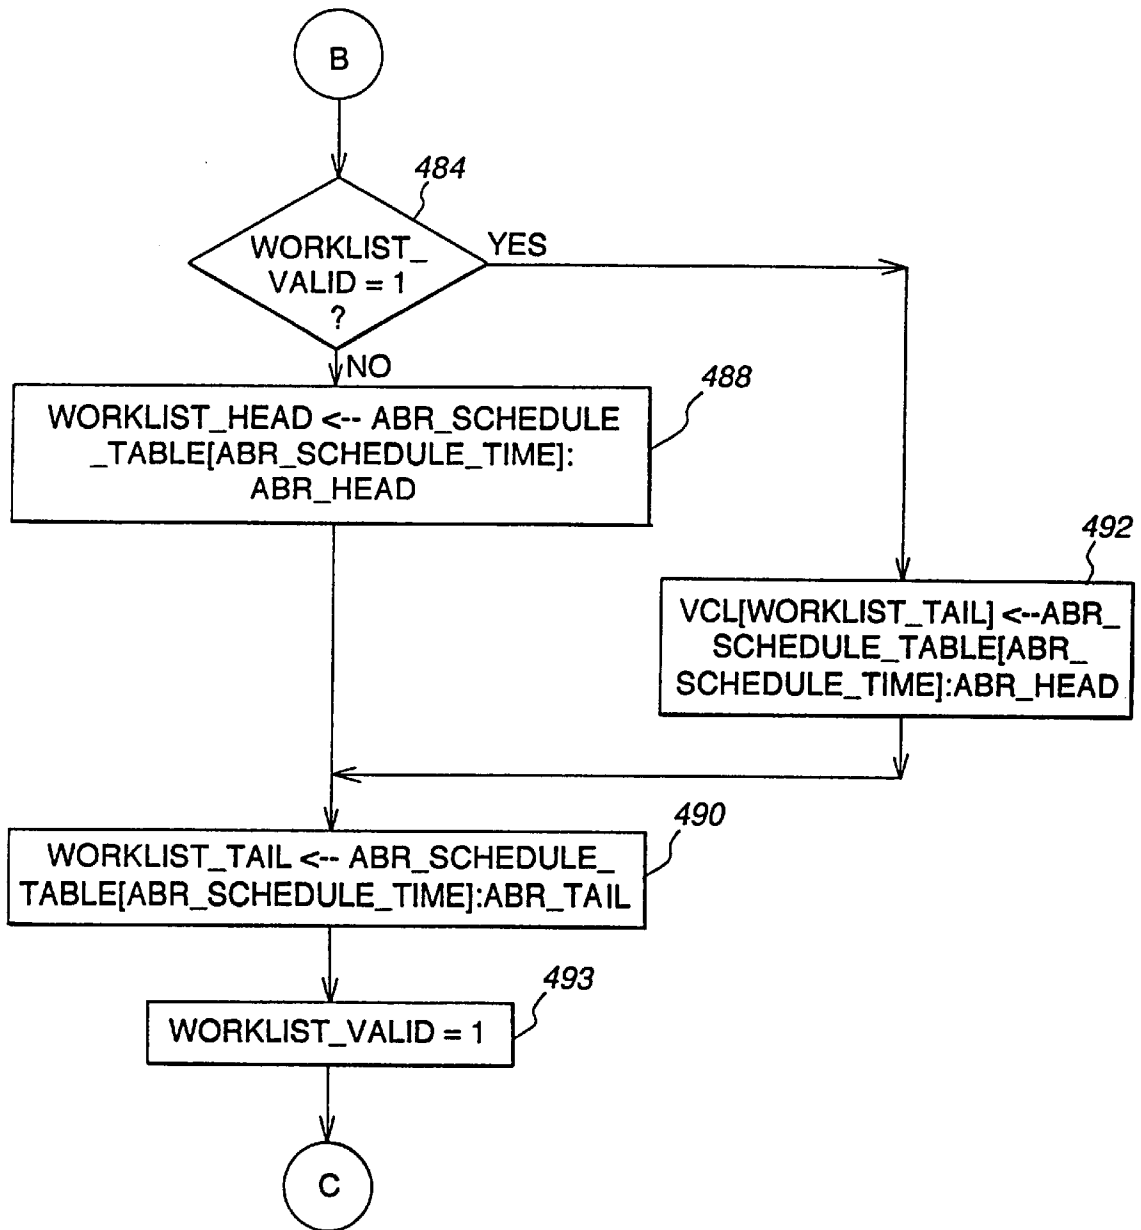 B
484
WORKLIST_
VALID = 1
?
YES
NO
488
WORKLIST_HEAD <-- ABR_SCHEDULE
_TABLE[ABR_SCHEDULE_TIME]:
ABR_HEAD
492
VCL[WORKLIST_TAIL] <--ABR_
SCHEDULE_TABLE[ABR_
SCHEDULE_TIME]:ABR_HEAD
490
WORKLIST_TAIL <-- ABR_SCHEDULE_
TABLE[ABR_SCHEDULE_TIME]:ABR_TAIL
493
WORKLIST_VALID = 1
C